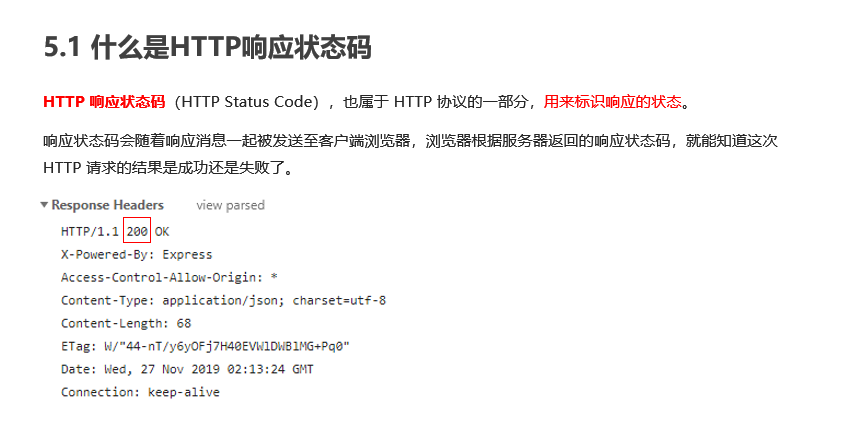 5.1 什么是HTTP响应状态码
HTTP 响应状态码（HTTP Status Code），也属于 HTTP 协议的一部分，用来标识响应的状态。
响应状态码会随着响应消息一起被发送至客户端浏览器，浏览器根据服务器返回的响应状态码，就能知道这次
HTTP 请求的结果是成功还是失败了。
Response Headers view parsed
HTTP/1.1 200 OK
X-Powered-By: Express
Access-Control-Allow-Origin: *
Content-Type: application/json; charset=utf-8
Content-Length: 68
ETag: W/"44-nT/y6yOFj7H40EVWlDWBlMG+Pq0"
Date: Wed, 27 Nov 2019 02:13:24 GMT
Connection: keep-alive